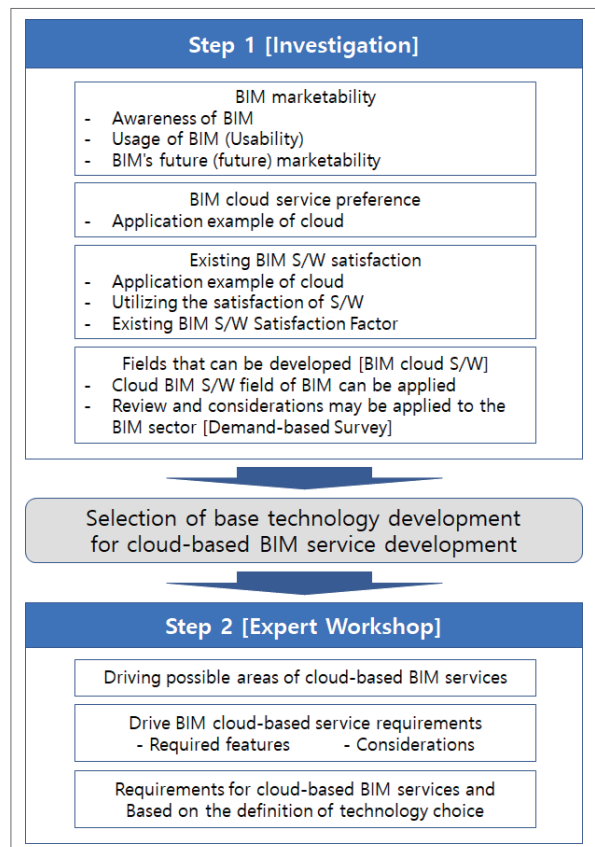 Step 1 [Investigation]
BIM marketability
- Awareness of BIM
- Usage of BIM (Usability)
- BIM's future (future) marketability
BIM cloud service preference
- Application example of cloud
Existing BIM S/W satisfaction
- Application example of cloud
- Utilizing the satisfaction of S/W
- Existing BIM S/W Satisfaction Factor
Fields that can be developed [BIM cloud S/W]
- Cloud BIM S/W field of BIM can be applied
- Review and considerations may be applied to the
BIM sector [Demand-based Survey]
Selection of base technology development
for cloud-based BIM service development
Step 2 [Expert Workshop]
Driving possible areas of cloud-based BIM services
Drive BIM cloud-based service requirements
- Required features - Considerations
Requirements for cloud-based BIM services and
Based on the definition of technology choice